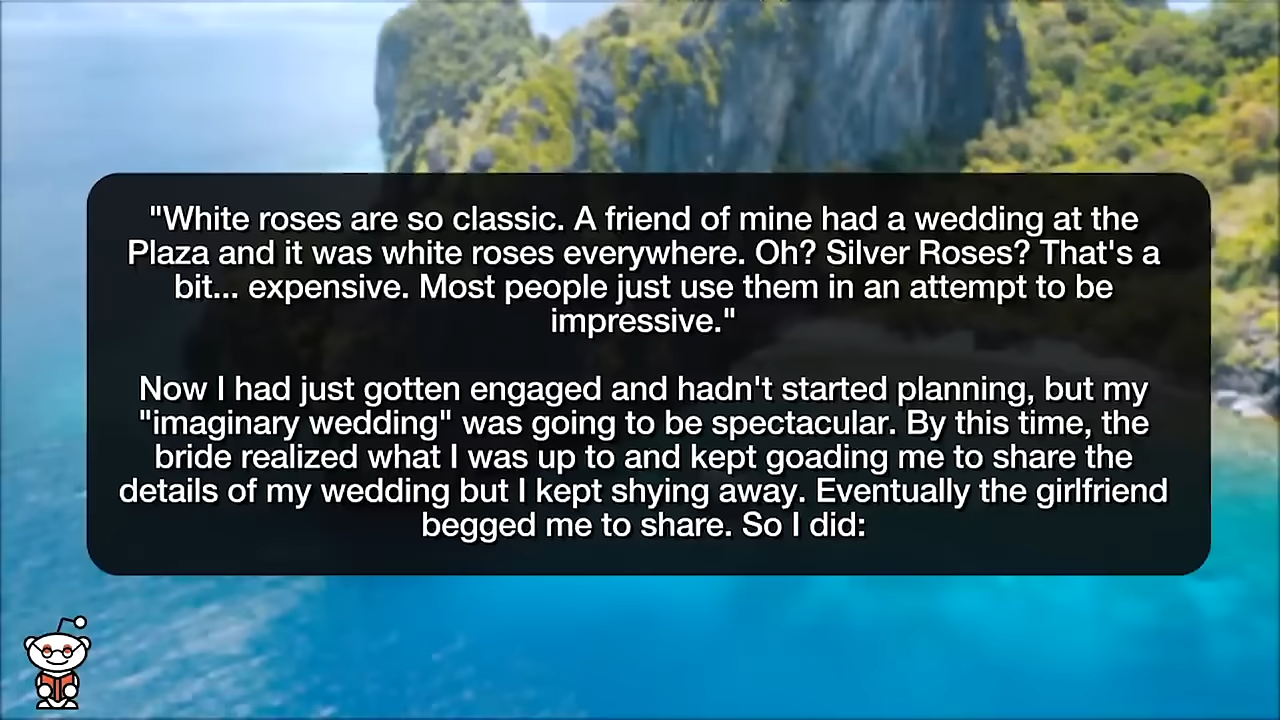 "White roses are so classic. A friend of mine had a wedding at the
Plaza and it was white roses everywhere. Oh? Silver Roses? That's a
bit... expensive. Most people just use them in an attempt to be
impressive."
Now I had just gotten engaged and hadn't started planning, but my
"imaginary wedding" was going to be spectacular. By this time, the
bride realized what I was up to and kept goading me to share the
details of my wedding but I kept shying away. Eventually the girlfriend
begged me to share. So I did: